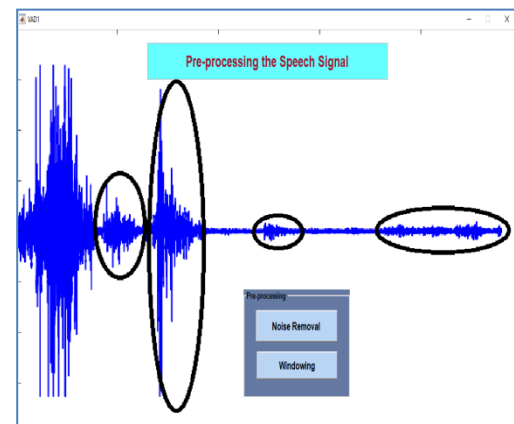 VAD1
Pre-processing the Speech Signal
Pre-processing
Noise Removal
Windowing